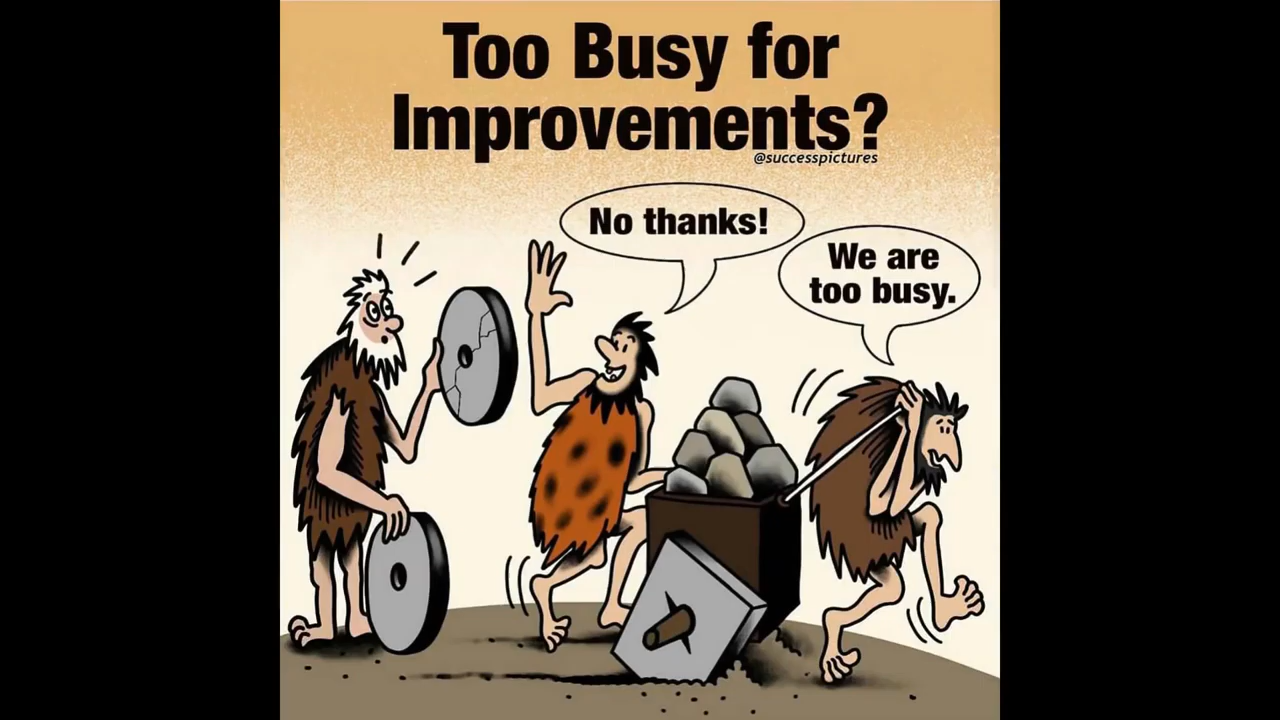 Too Busy for
Improvements?
@successpictures
No thanks!
We are
too busy.